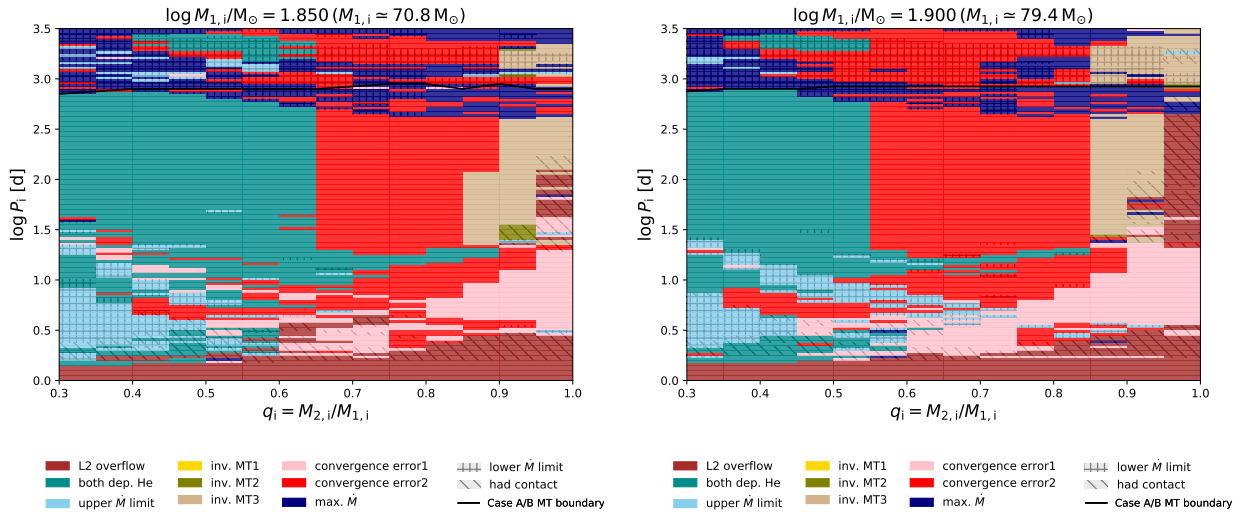 log M1,i/M⊙ = 1.850 (M1,i ≃ 70.8 M⊙)
3.5
3.0
2.5
2.0
1.5
1.0
0.5
0.0
log Pi [d]
0.3 0.4 0.5 0.6 0.7 0.8 0.9 1.0
qi = M2,i/M1,i
L2 overflow
both dep. He
upper Ṁ limit
inv. MT1
inv. MT2
inv. MT3
convergence error1
convergence error2
max. Ṁ
lower Ṁ limit
had contact
Case A/B MT boundary
log M1,i/M⊙ = 1.900 (M1,i ≃ 79.4 M⊙)
3.5
3.0
2.5
2.0
1.5
1.0
0.5
0.0
log Pi [d]
0.3 0.4 0.5 0.6 0.7 0.8 0.9 1.0
qi = M2,i/M1,i
L2 overflow
both dep. He
upper Ṁ limit
inv. MT1
inv. MT2
inv. MT3
convergence error1
convergence error2
max. Ṁ
lower Ṁ limit
had contact
Case A/B MT boundary